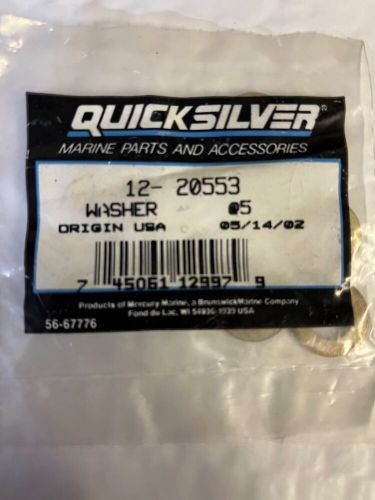 QUICKSILVER®
MARINE PARTS AND ACCESSORIES
12- 20553
WASHER @5
ORIGIN USA 05/14/02
7 45061 12997 9
Products of Mercury Marine, a Brunswick Marine Company
Fond du Lac, WI 54936-1939 USA
56-67776